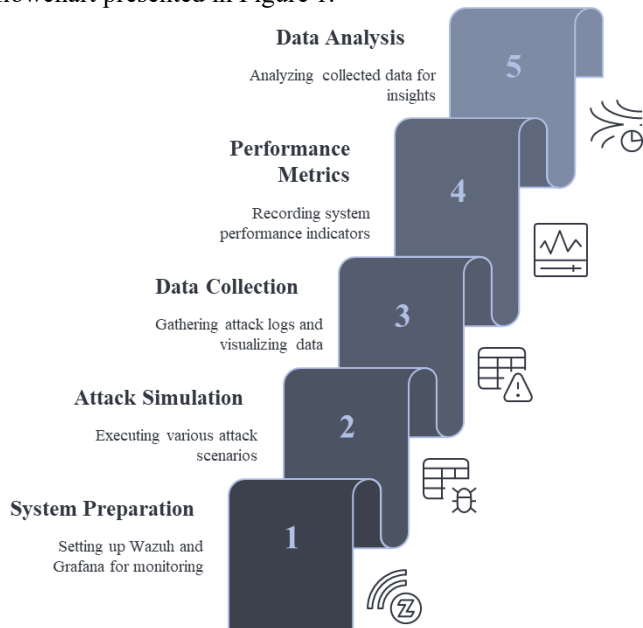 flowchart presented in Figure 1.
Data Analysis
5
Analyzing collected data for
insights
Performance
Metrics
4
Recording system
performance indicators
Data Collection
3
Gathering attack logs and
visualizing data
Attack Simulation
2
Executing various attack
scenarios
System Preparation
1
Setting up Wazuh and
Grafana for monitoring
Z